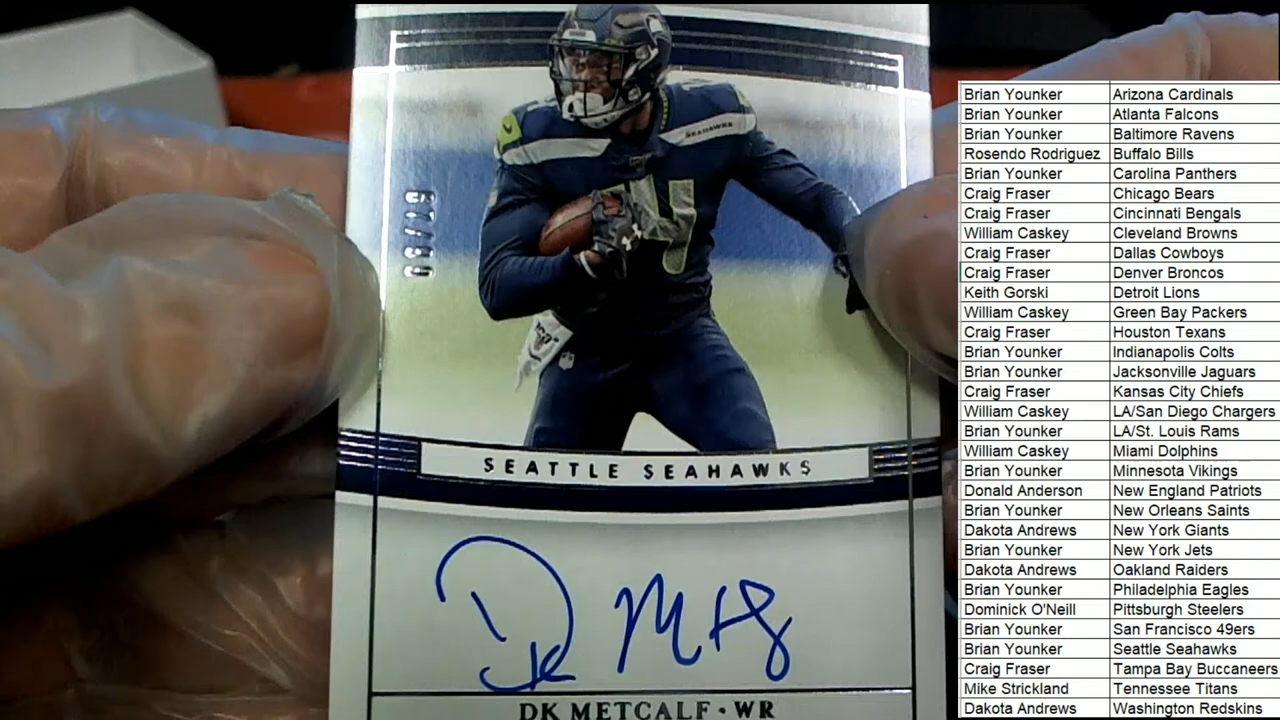 SEAHAWKS
14
67/99
SEATTLE SEAHAWKS
DK Metcalf
DK METCALF • WR
Brian Younker Arizona Cardinals
Brian Younker Atlanta Falcons
Brian Younker Baltimore Ravens
Rosendo Rodriguez Buffalo Bills
Brian Younker Carolina Panthers
Craig Fraser Chicago Bears
Craig Fraser Cincinnati Bengals
William Caskey Cleveland Browns
Craig Fraser Dallas Cowboys
Craig Fraser Denver Broncos
Keith Gorski Detroit Lions
William Caskey Green Bay Packers
Craig Fraser Houston Texans
Brian Younker Indianapolis Colts
Brian Younker Jacksonville Jaguars
Craig Fraser Kansas City Chiefs
William Caskey LA/San Diego Chargers
Brian Younker LA/St. Louis Rams
William Caskey Miami Dolphins
Brian Younker Minnesota Vikings
Donald Anderson New England Patriots
Brian Younker New Orleans Saints
Dakota Andrews New York Giants
Brian Younker New York Jets
Dakota Andrews Oakland Raiders
Brian Younker Philadelphia Eagles
Dominick O'Neill Pittsburgh Steelers
Brian Younker San Francisco 49ers
Brian Younker Seattle Seahawks
Craig Fraser Tampa Bay Buccaneers
Mike Strickland Tennessee Titans
Dakota Andrews Washington Redskins